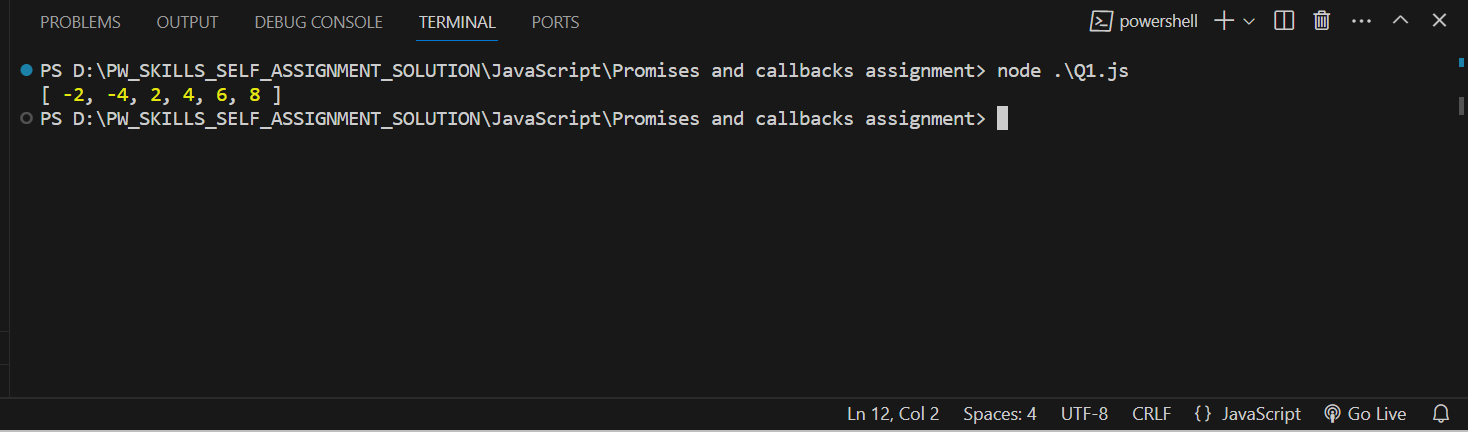 PROBLEMS OUTPUT DEBUG CONSOLE TERMINAL PORTS powershell
PS D:\PW_SKILLS_SELF_ASSIGNMENT_SOLUTION\JavaScript\Promises and callbacks assignment> node .\Q1.js
[ -2, -4, 2, 4, 6, 8 ]
PS D:\PW_SKILLS_SELF_ASSIGNMENT_SOLUTION\JavaScript\Promises and callbacks assignment>
Ln 12, Col 2 Spaces: 4 UTF-8 CRLF {} JavaScript Go Live